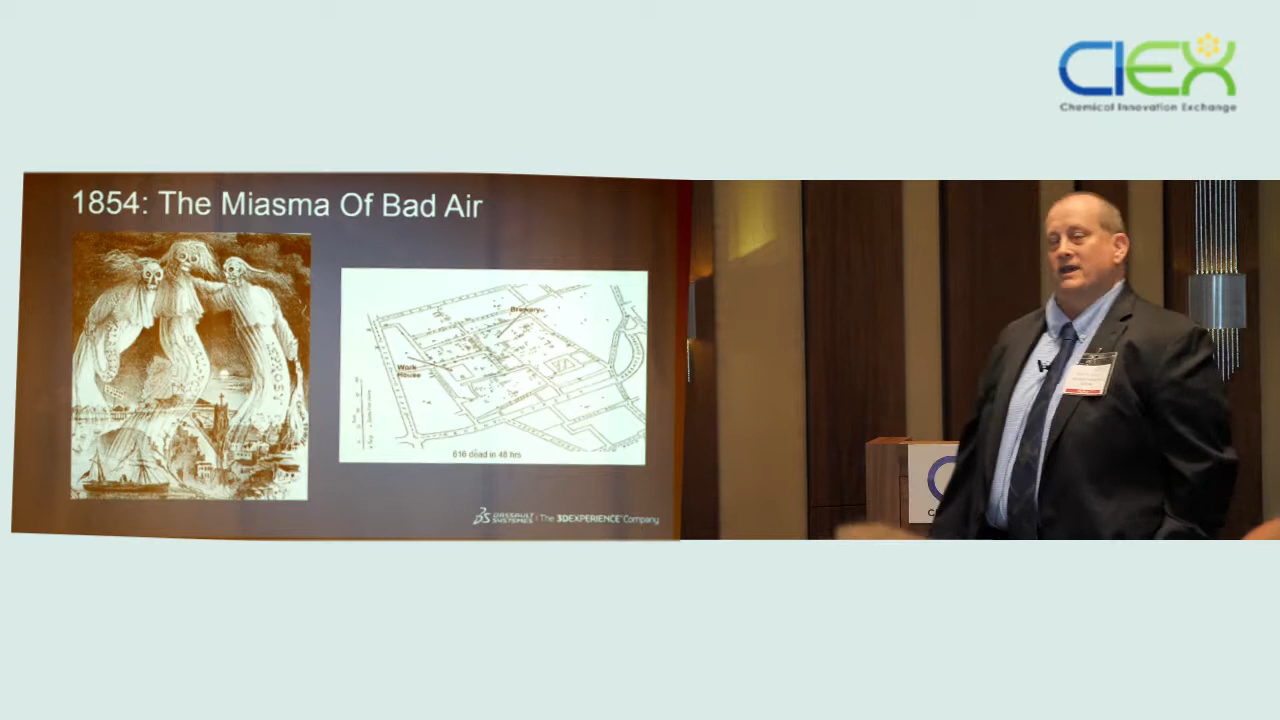 CIEX
Chemical Innovation Exchange
1854: The Miasma Of Bad Air
Brewery
Work
House
616 dead in 48 hrs
DASSAULT
SYSTEMES | The 3DEXPERIENCE Company